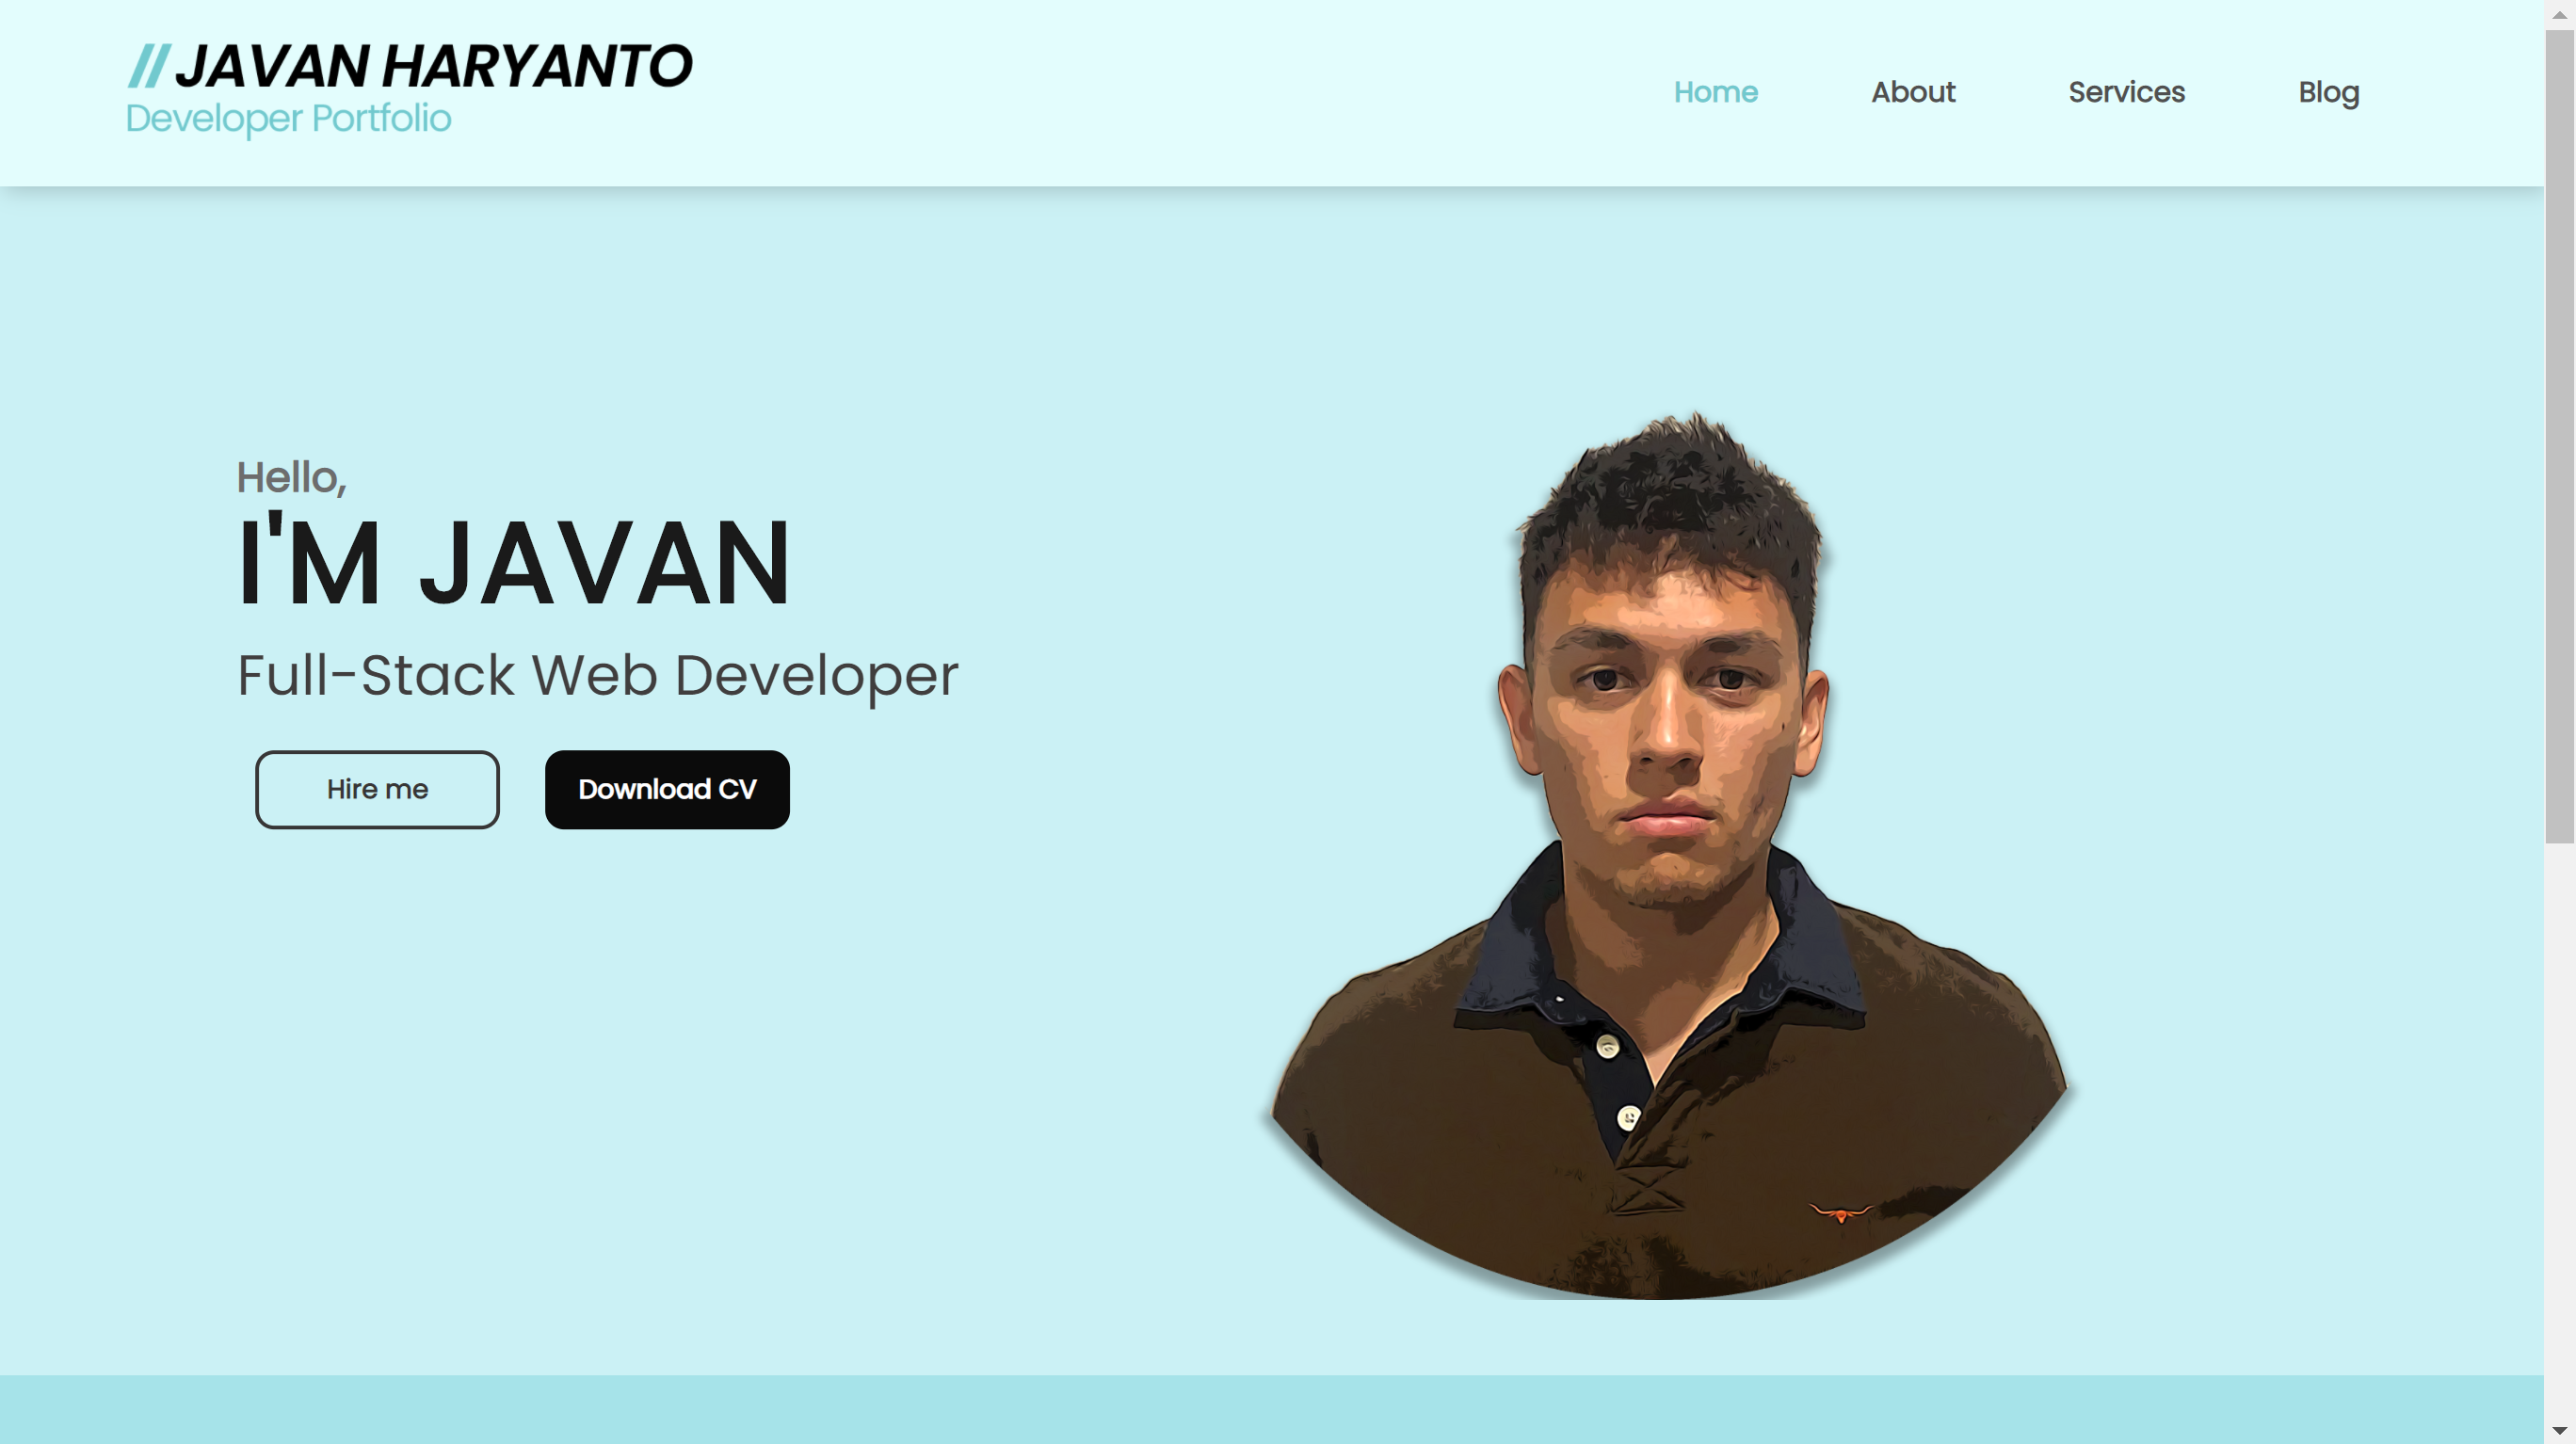 // JAVAN HARYANTO
Developer Portfolio
Home
About
Services
Blog
Hello,
I'M JAVAN
Full-Stack Web Developer
Hire me
Download CV